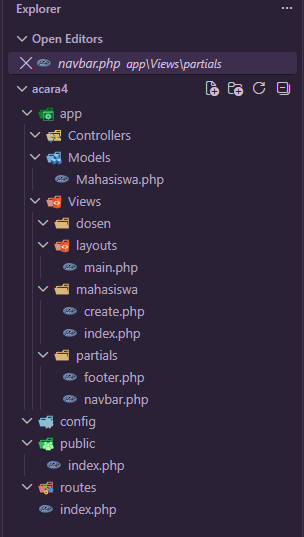 Explorer
Open Editors
navbar.php app\Views\partials
acara4
app
Controllers
Models
Mahasiswa.php
Views
dosen
layouts
main.php
mahasiswa
create.php
index.php
partials
footer.php
navbar.php
config
public
index.php
routes
index.php